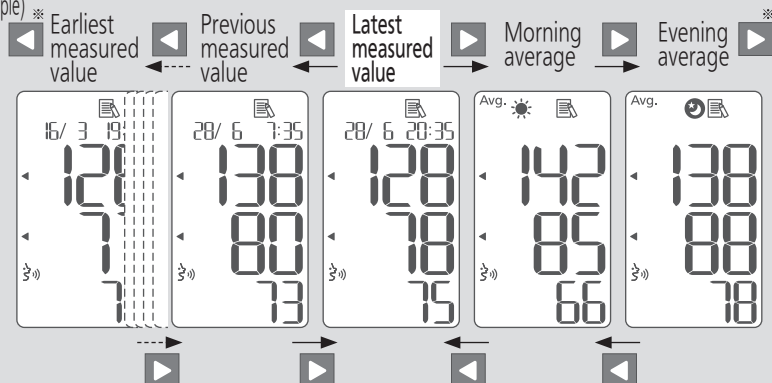 ple) ※
Earliest
measured
value
Previous
measured
value
Latest
measured
value
Morning
average
Evening
average
※
16/ 3 19:
28/ 6 7:35
138
80
73
28/ 6 20:35
128
78
75
Avg.
142
85
66
Avg.
138
88
78